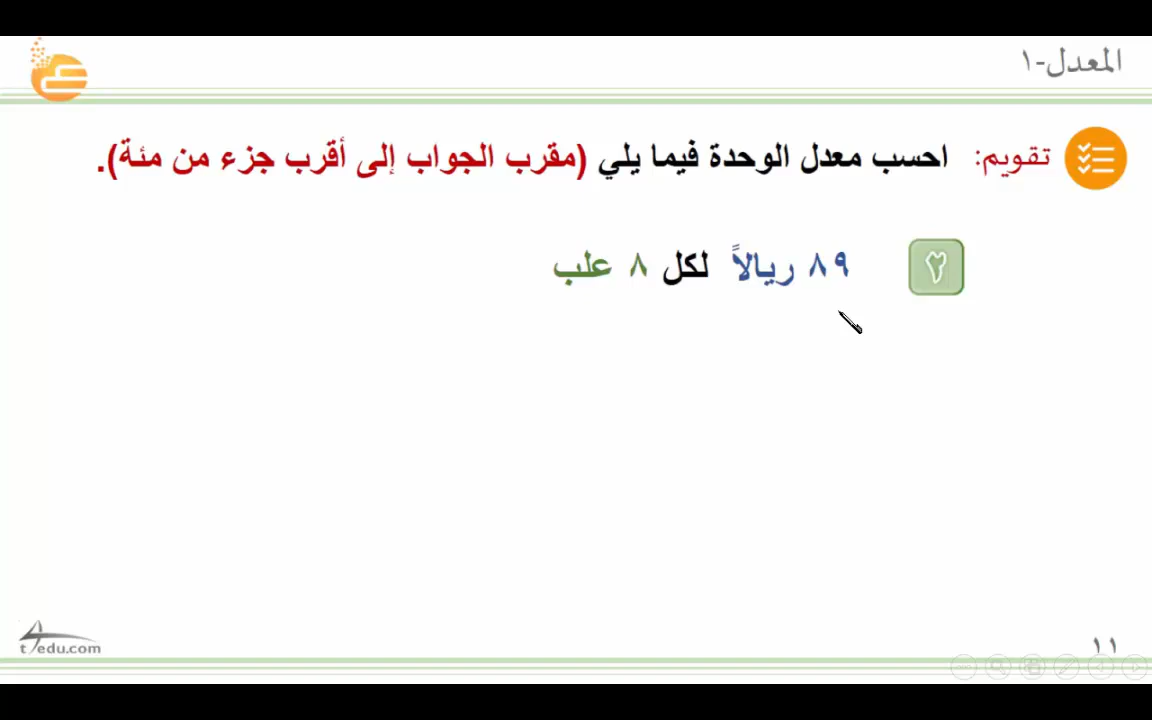 المعدل-١
تقويم: احسب معدل الوحدة فيما يلي (مقرب الجواب إلى أقرب جزء من مئة).
٢ ٨٩ ريالاً لكل ٨ علب
t4edu.com
١١